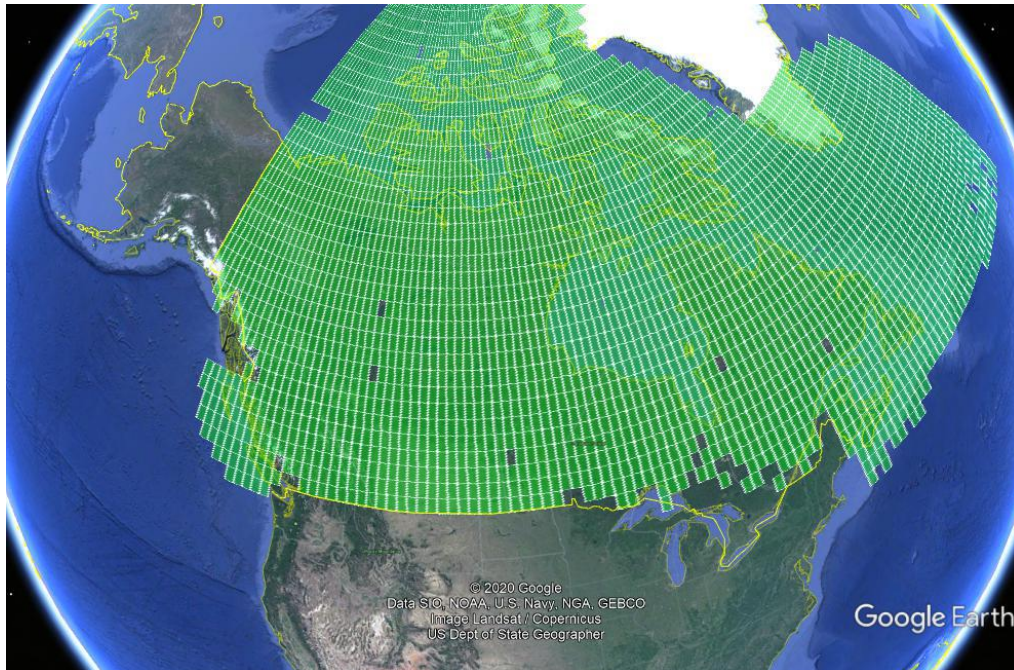 © 2020 Google
Data SIO, NOAA, U.S. Navy, NGA, GEBCO
Image Landsat / Copernicus
US Dept of State Geographer
Google Earth